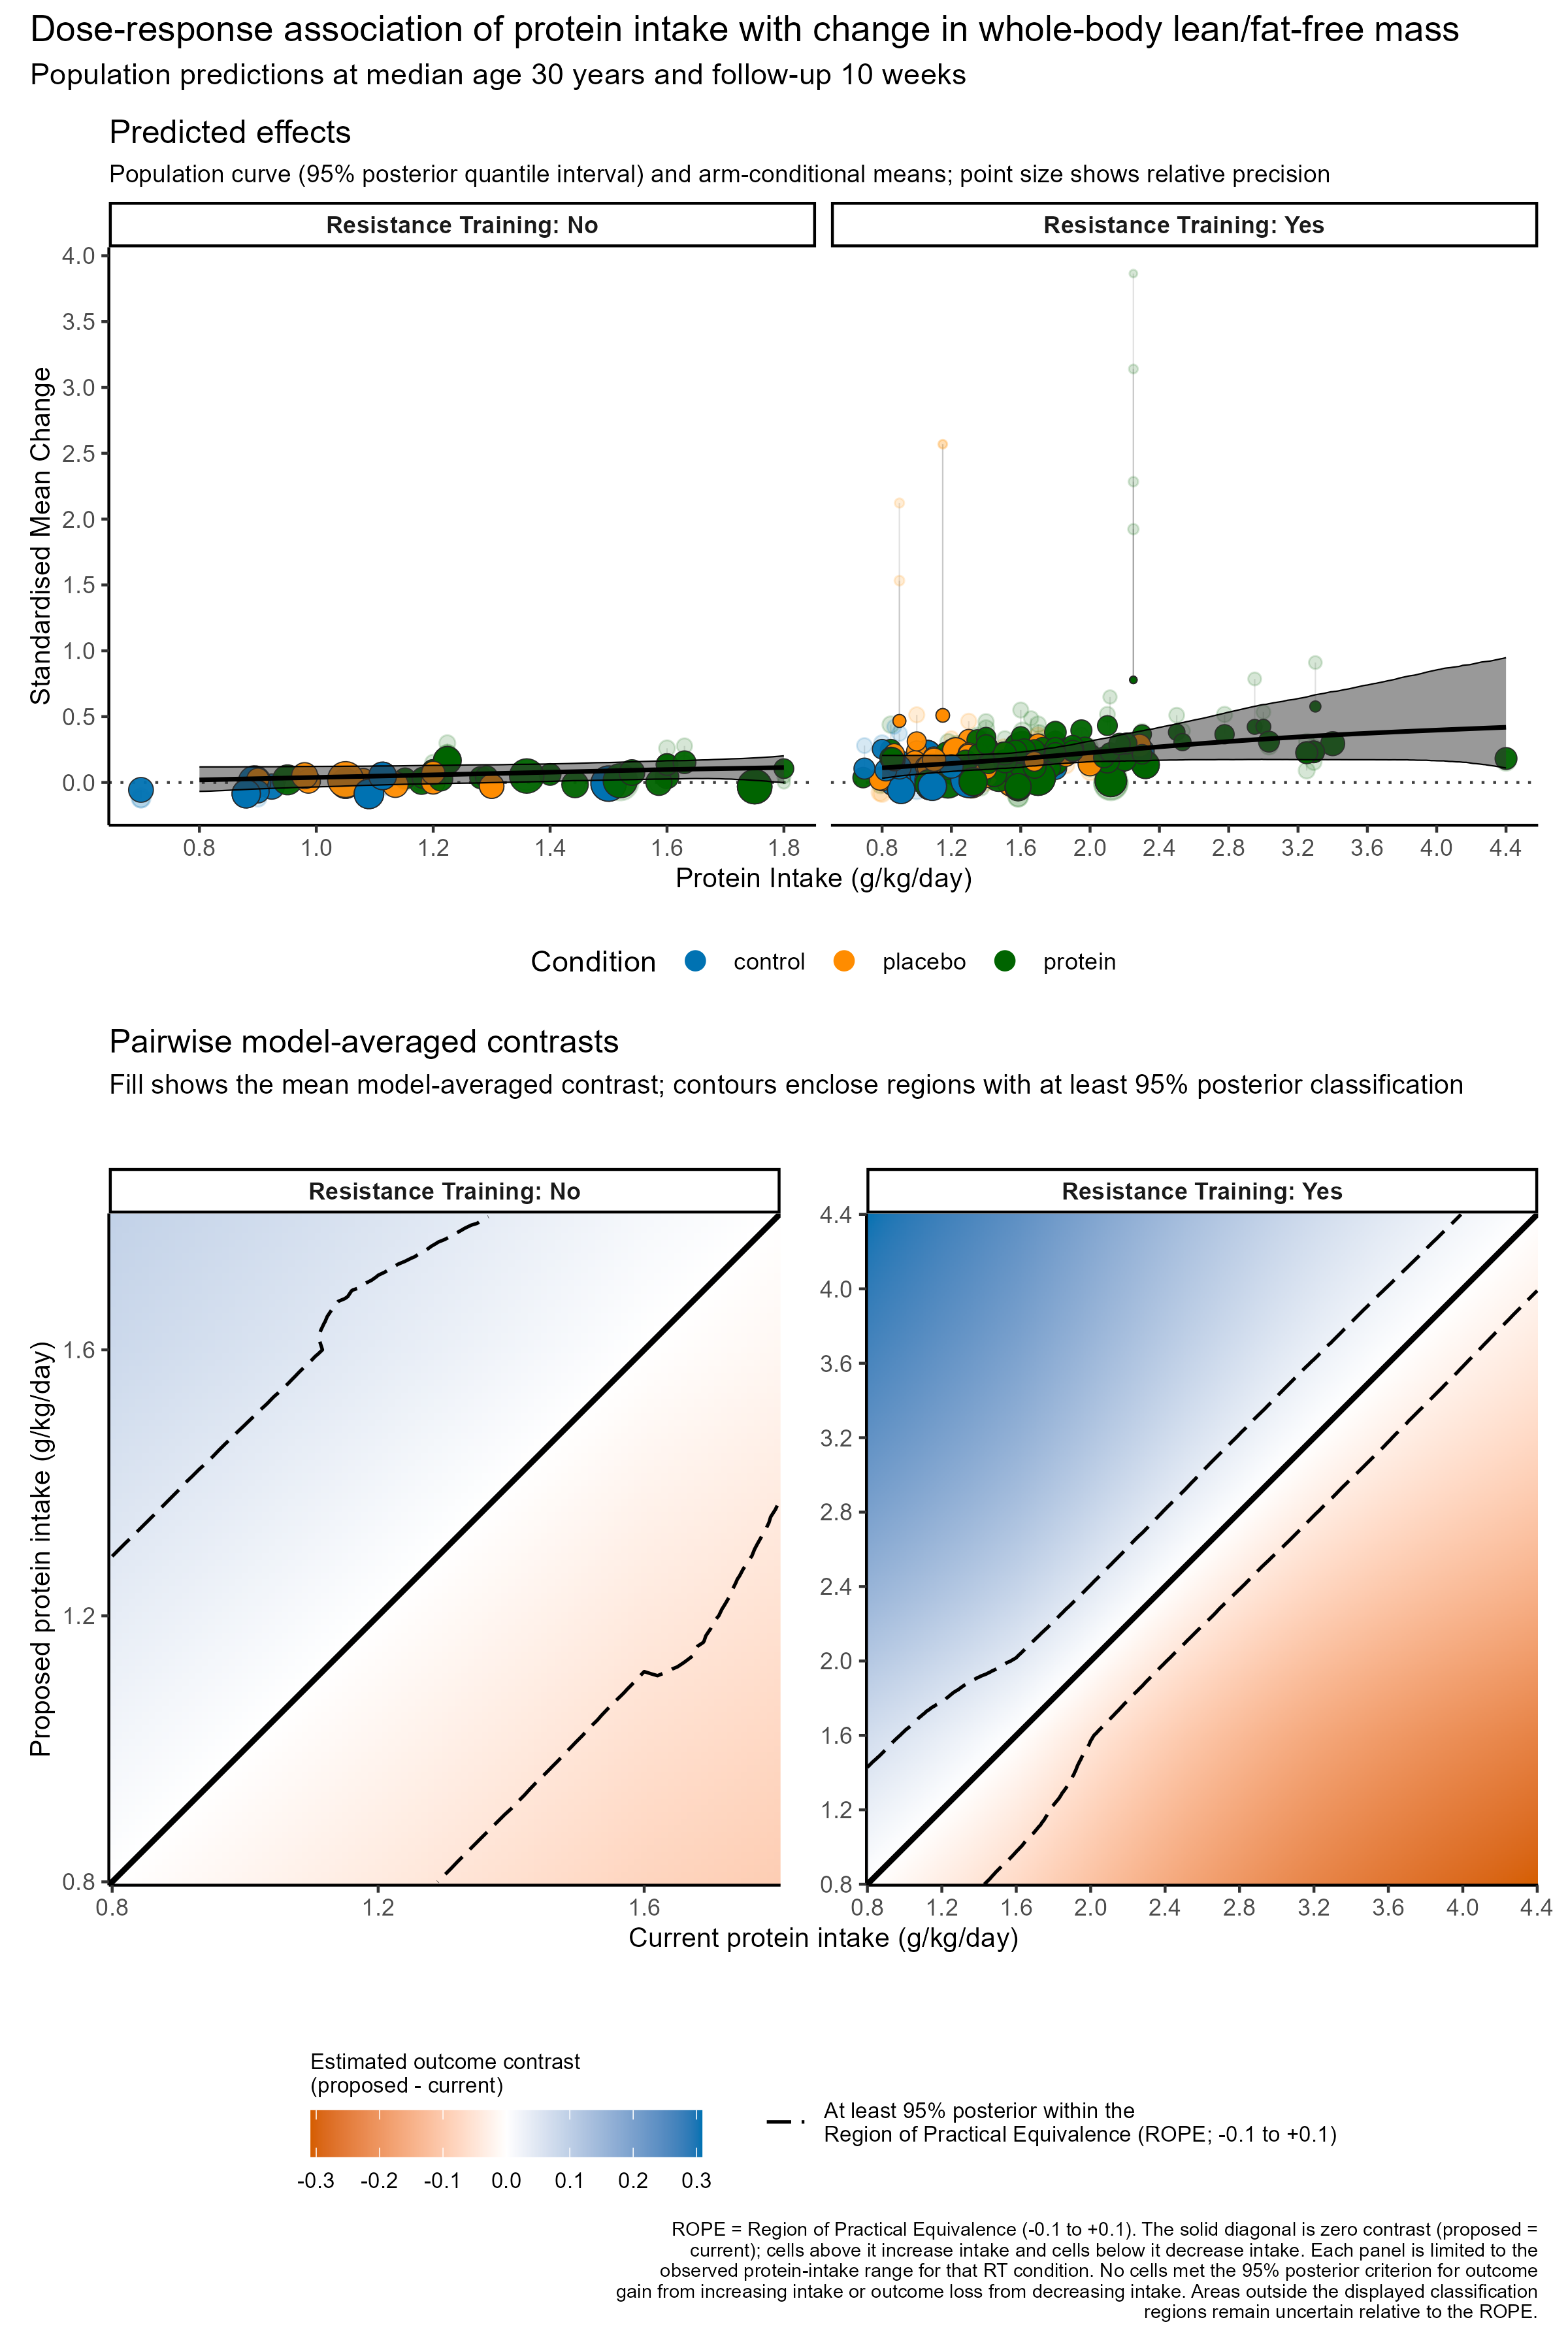 Dose-response association of protein intake with change in whole-body lean/fat-free mass
Population predictions at median age 30 years and follow-up 10 weeks
Predicted effects
Population curve (95% posterior quantile interval) and arm-conditional means; point size shows relative precision
Resistance Training: No
Resistance Training: Yes
Standardised Mean Change
4.0
3.5
3.0
2.5
2.0
1.5
1.0
0.5
0.0
0.8 1.0 1.2 1.4 1.6 1.8
0.8 1.2 1.6 2.0 2.4 2.8 3.2 3.6 4.0 4.4
Protein Intake (g/kg/day)
Condition control placebo protein
Pairwise model-averaged contrasts
Fill shows the mean model-averaged contrast; contours enclose regions with at least 95% posterior classification
Resistance Training: No
Resistance Training: Yes
Proposed protein intake (g/kg/day)
1.6
1.2
0.8
0.8 1.2 1.6
4.4
4.0
3.6
3.2
2.8
2.4
2.0
1.6
1.2
0.8
0.8 1.2 1.6 2.0 2.4 2.8 3.2 3.6 4.0 4.4
Current protein intake (g/kg/day)
Estimated outcome contrast
(proposed - current)
-0.3 -0.2 -0.1 0.0 0.1 0.2 0.3
At least 95% posterior within the
Region of Practical Equivalence (ROPE; -0.1 to +0.1)
ROPE = Region of Practical Equivalence (-0.1 to +0.1). The solid diagonal is zero contrast (proposed =
current); cells above it increase intake and cells below it decrease intake. Each panel is limited to the
observed protein-intake range for that RT condition. No cells met the 95% posterior criterion for outcome
gain from increasing intake or outcome loss from decreasing intake. Areas outside the displayed classification
regions remain uncertain relative to the ROPE.